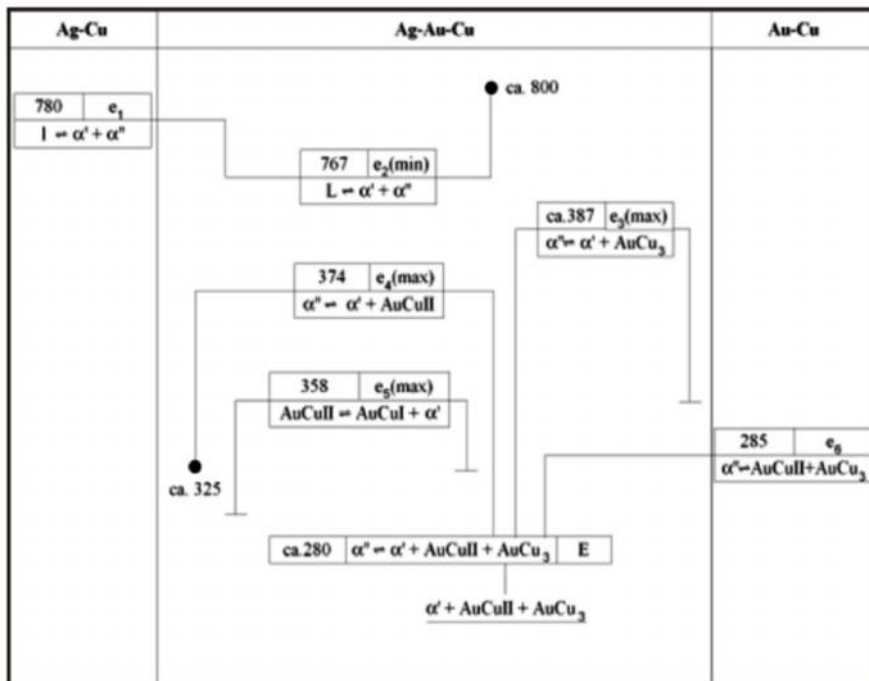 Ag-Cu
Ag-Au-Cu
Au-Cu
ca. 800
780 e₁
l ⇌ α' + α''
767 e₂(min)
L ⇌ α' + α''
ca.387 e₃(max)
α'' ⇌ α' + AuCu₃
374 e₄(max)
α'' ⇌ α' + AuCuII
358 e₅(max)
AuCuII ⇌ AuCuI + α'
285 e₆
α'' ⇌ AuCuII + AuCu₃
ca. 325
ca.280 α'' ⇌ α' + AuCuII + AuCu₃ E
α' + AuCuII + AuCu₃